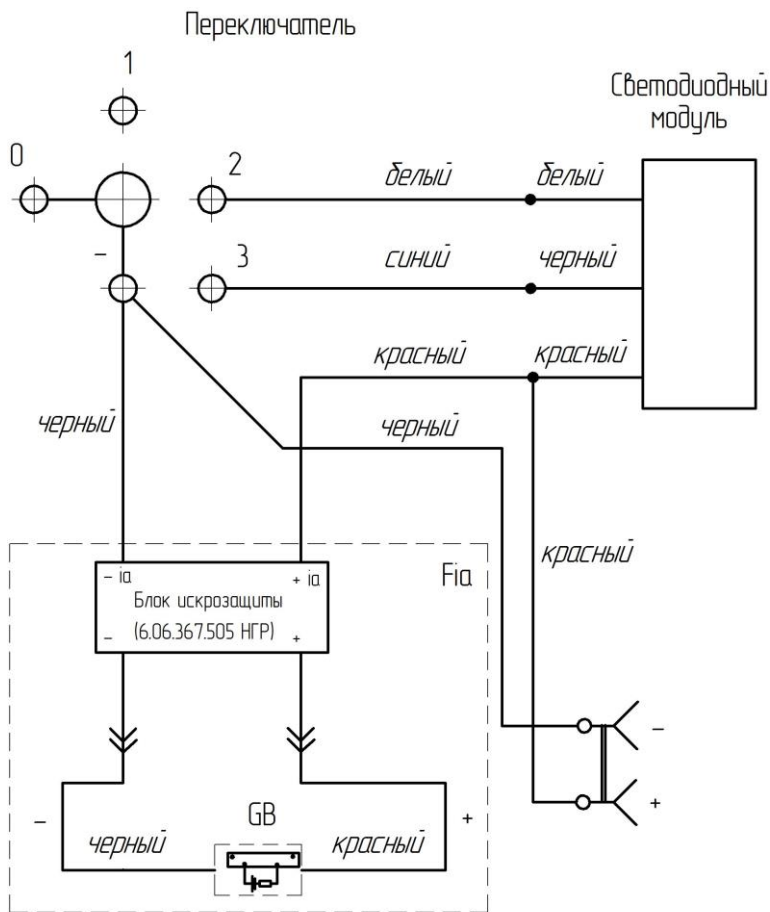 Переключатель
1
Светодиодный
модуль
0
2
белый
белый
-
3
синий
черный
красный
красный
черный
черный
красный
Fia
- ia
+ ia
Блок искрозащиты
(6.06.367.505 НГР)
-
+
-
+
GB
-
+
черный
красный